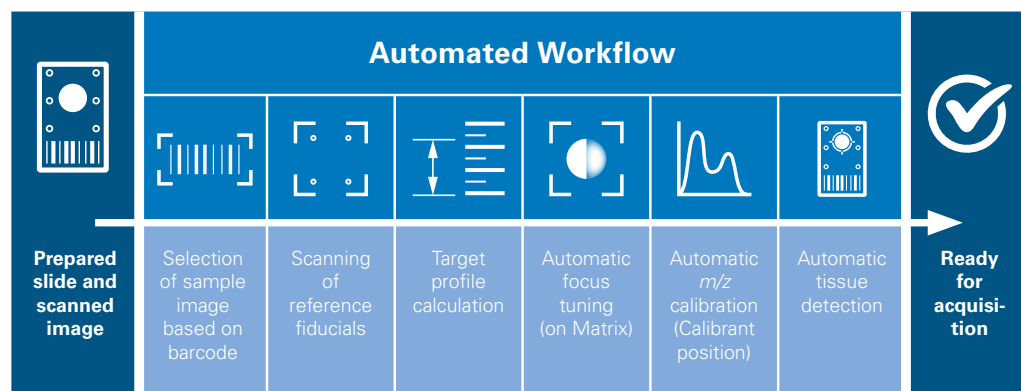 Automated Workflow
Prepared
slide and
scanned
image
Selection
of sample
image
based on
barcode
Scanning
of
reference
fiducials
Target
profile
calculation
Automatic
focus
tuning
(on Matrix)
Automatic
m/z
calibration
(Calibrant
position)
Automatic
tissue
detection
Ready
for
acquisi-
tion